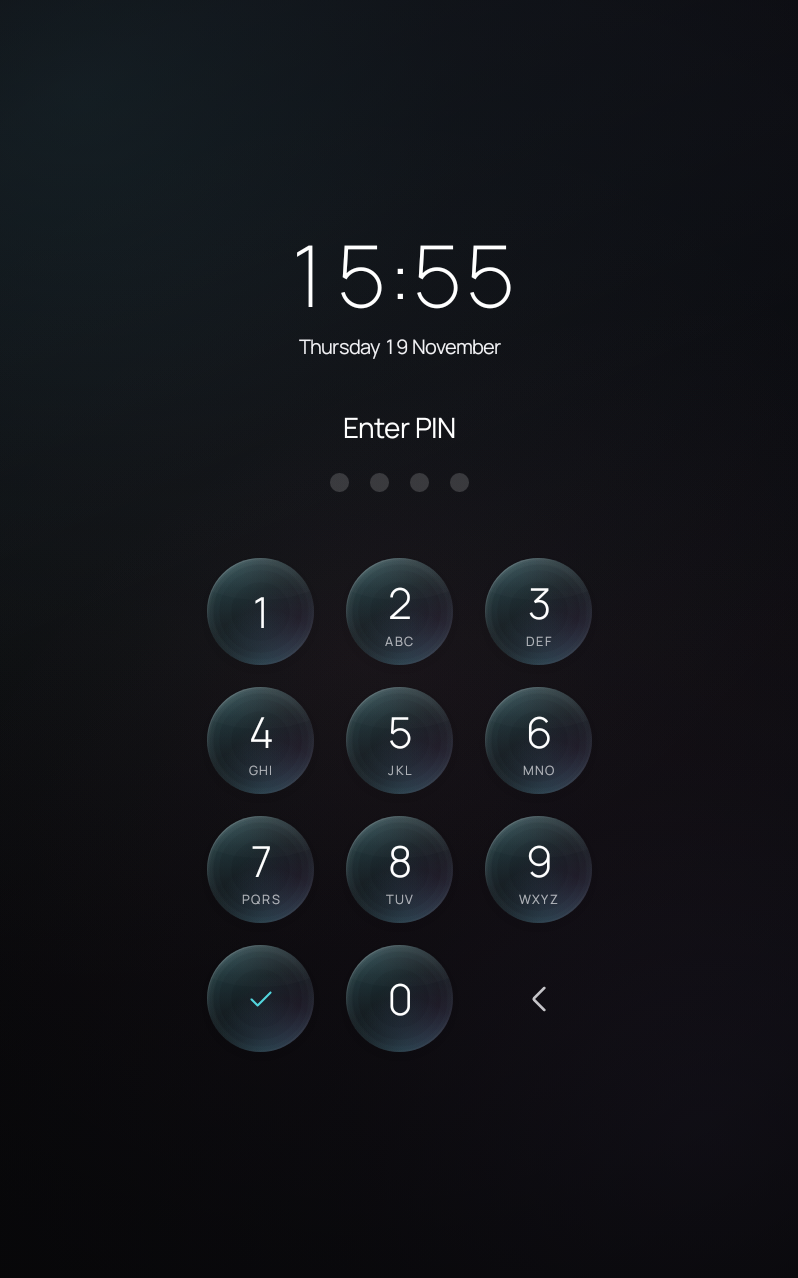 15:55
Thursday 19 November
Enter PIN
1 2 3
ABC DEF
4 5 6
GHI JKL MNO
7 8 9
PQRS TUV WXYZ
0